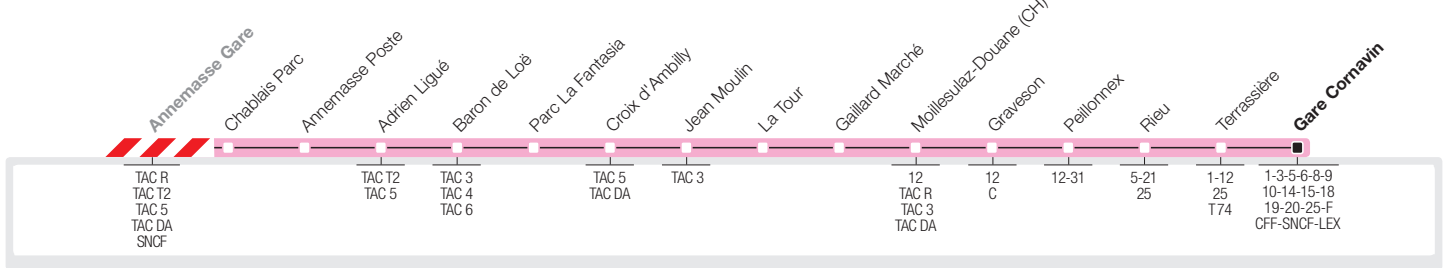 Annemasse Gare
Chablais Parc
Annemasse Poste
Adrien Ligué
Baron de Loë
Parc La Fantasia
Croix d'Ambilly
Jean Moulin
La Tour
Gaillard Marché
Moillesulaz-Douane (CH)
Graveson
Peillonnex
Rieu
Terrassière
Gare Cornavin
TAC R
TAC T2
TAC 5
TAC DA
SNCF
TAC T2
TAC 5
TAC 3
TAC 4
TAC 6
TAC 5
TAC DA
TAC 3
12
TAC R
TAC 3
TAC DA
12
C
12-31
5-21
25
1-12
25
T74
1-3-5-6-8-9
10-14-15-18
19-20-25-F
CFF-SNCF-LEX